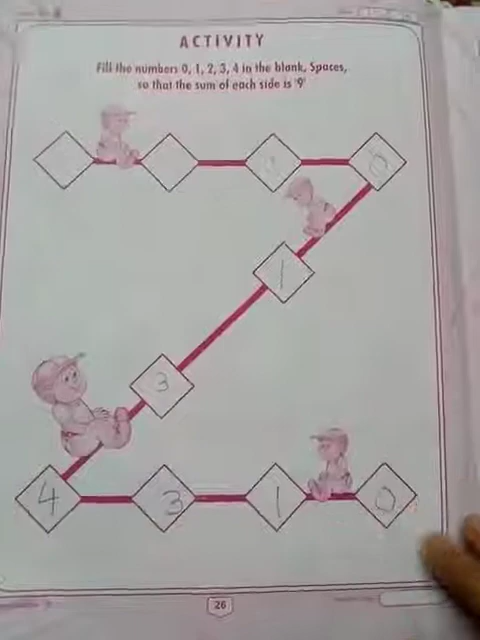 ACTIVITY
Fill the numbers 0, 1, 2, 3, 4 in the blank, Spaces,
so that the sum of each side is '9'
0
1
3
4 3 1 0
26